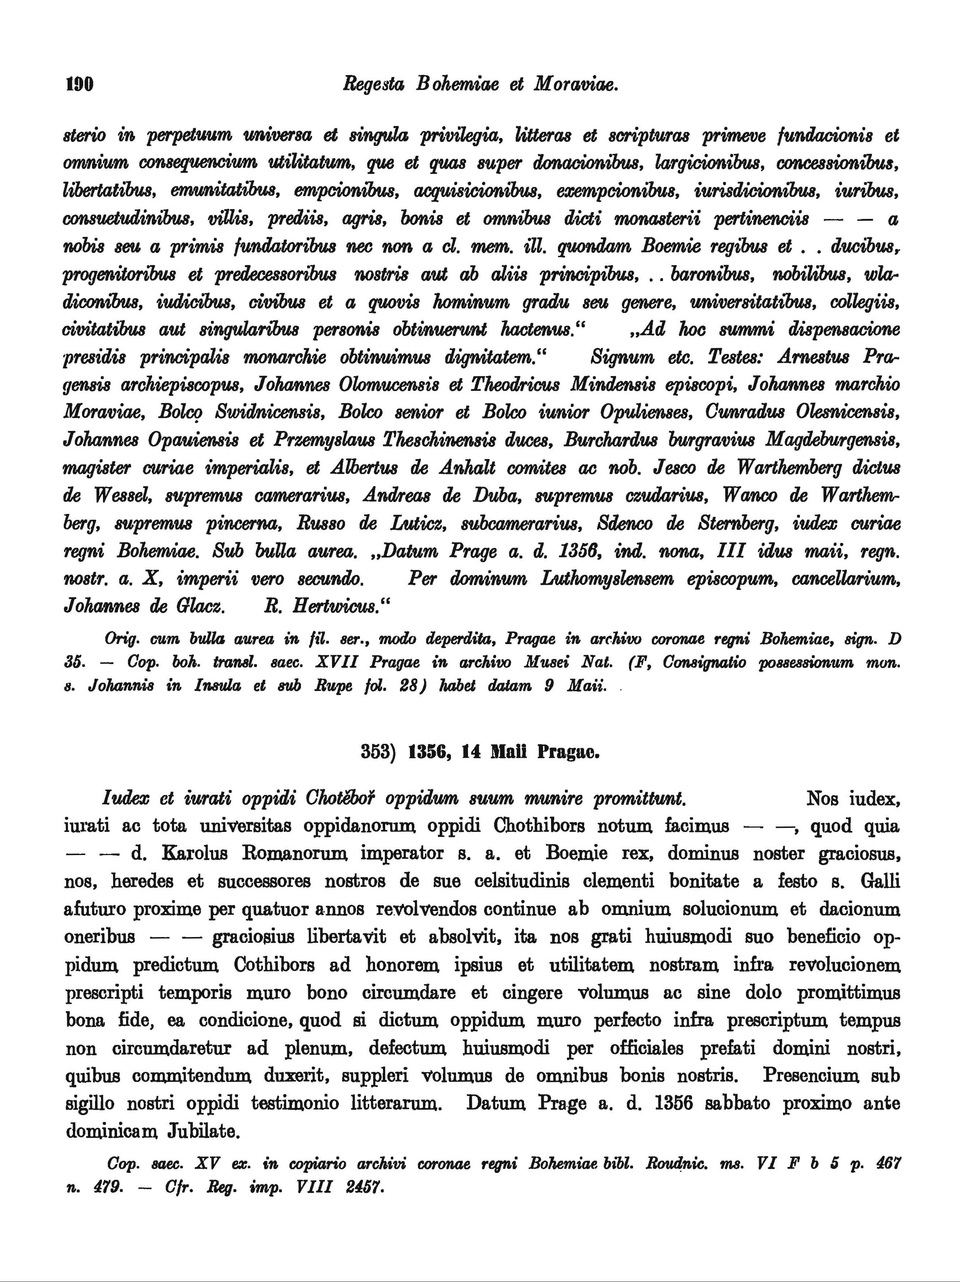 190
Regesta Bohemiae et Moraviae.
sterio in perpetuum universa et singula privilegia, litteras et scripturas primeve fundacionis et
omnium consequencium utilitatum, que et quas super donacionibus, largicionibus, concessionibus,
libertatibus, emunitatibus, empcionibus, acquisicionibus, exempcionibus, iurisdicionibus, iuribus,
consuetudinibus, villis, prediis, agris, bonis et omnibus dicti monasterii pertinenciis — — a
nobis seu a primis fundatoribus nec non a cl. mem. ill. quondam Boemie regibus et . . ducibus,
progenitoribus et predecessoribus nostris aut ab aliis principibus, . . baronibus, nobilibus, wla-
diconibus, iudicibus, civibus et a quovis hominum gradu seu genere, universitatibus, collegiis,
civitatibus aut singularibus personis obtinuerunt hactenus.“ „Ad hoc summi dispensacione
presidis principalis monarchie obtinuimus dignitatem.“ Signum etc. Testes: Arnestus Pra-
gensis archiepiscopus, Johannes Olomucensis et Theodricus Mindensis episcopi, Johannes marchio
Moraviae, Bolco Swidnicensis, Bolco senior et Bolco iunior Opulienses, Cunradus Olesnicensis,
Johannes Opauiensis et Przemyslaus Theschinensis duces, Burchardus burgravius Magdeburgensis,
magister curiae imperialis, et Albertus de Anhalt comites ac nob. Jesco de Warthemberg dictus
de Wessel, supremus camerarius, Andreas de Duba, supremus czudarius, Wanco de Warthem-
berg, supremus pincerna, Russo de Luticz, subcamerarius, Sdenco de Sternberg, iudex curiae
regni Bohemiae. Sub bulla aurea. „Datum Prage a. d. 1356, ind. nona, III idus maii, regn.
nostr. a. X, imperii vero secundo. Per dominum Luthomyslensem episcopum, cancellarium,
Johannes de Glacz. R. Hertwicus.“
Orig. cum bulla aurea in fil. ser., modo deperdita, Pragae in archivo coronae regni Bohemiae, sign. D
35. — Cop. boh. transl. saec. XVII Pragae in archivo Musei Nat. (F, Consignatio possessionum mon.
s. Johannis in Insula et sub Rupe fol. 28) habet datam 9 Maii.
353) 1356, 14 Maii Pragae.
Iudex et iurati oppidi Chotěboř oppidum suum munire promittunt. Nos iudex,
iurati ac tota universitas oppidanorum oppidi Chothibors notum facimus — —, quod quia
— — d. Karolus Romanorum imperator s. a. et Boemie rex, dominus noster graciosus,
nos, heredes et successores nostros de sue celsitudinis clementi bonitate a festo s. Galli
afuturo proxime per quatuor annos revolvendos continue ab omnium solucionum et dacionum
oneribus — — graciosius libertavit et absolvit, ita nos grati huiusmodi suo beneficio op-
pidum predictum Cothibors ad honorem ipsius et utilitatem nostram infra revolucionem
prescripti temporis muro bono circumdare et cingere volumus ac sine dolo promittimus
bona fide, ea condicione, quod si dictum oppidum muro perfecto infra prescriptum tempus
non circumdaretur ad plenum, defectum huiusmodi per officiales prefati domini nostri,
quibus commitendum duxerit, suppleri volumus de omnibus bonis nostris. Presencium sub
sigillo nostri oppidi testimonio litterarum. Datum Prage a. d. 1356 sabbato proximo ante
dominicam Jubilate.
Cop. saec. XV ex. in copiario archivi coronae regni Bohemiae bibl. Roudnic. ms. VI F b 5 p. 467
n. 479. — Cfr. Reg. imp. VIII 2457.